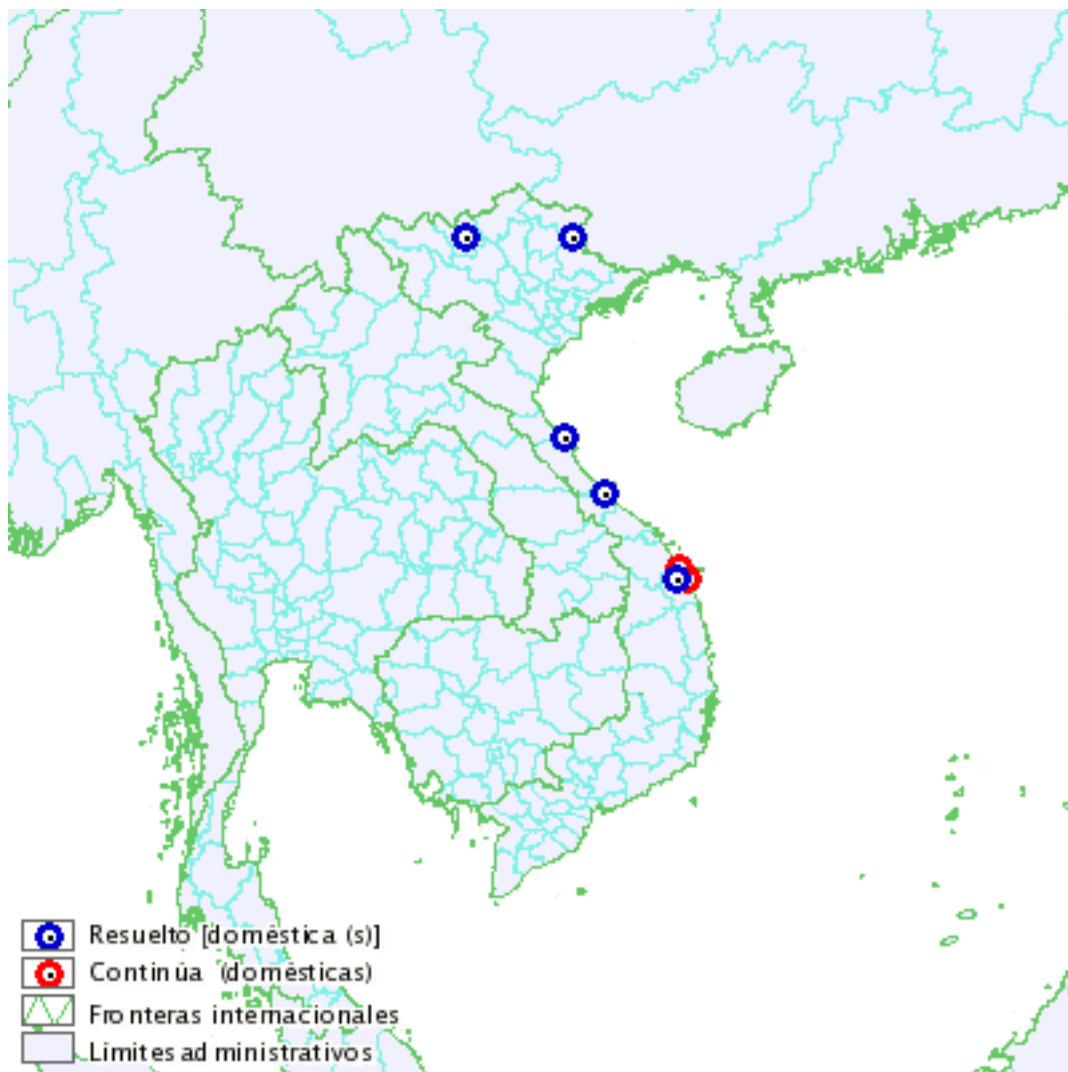 Resuelto [doméstica (s)]
Continúa (domésticas)
Fronteras internacionales
Límites administrativos